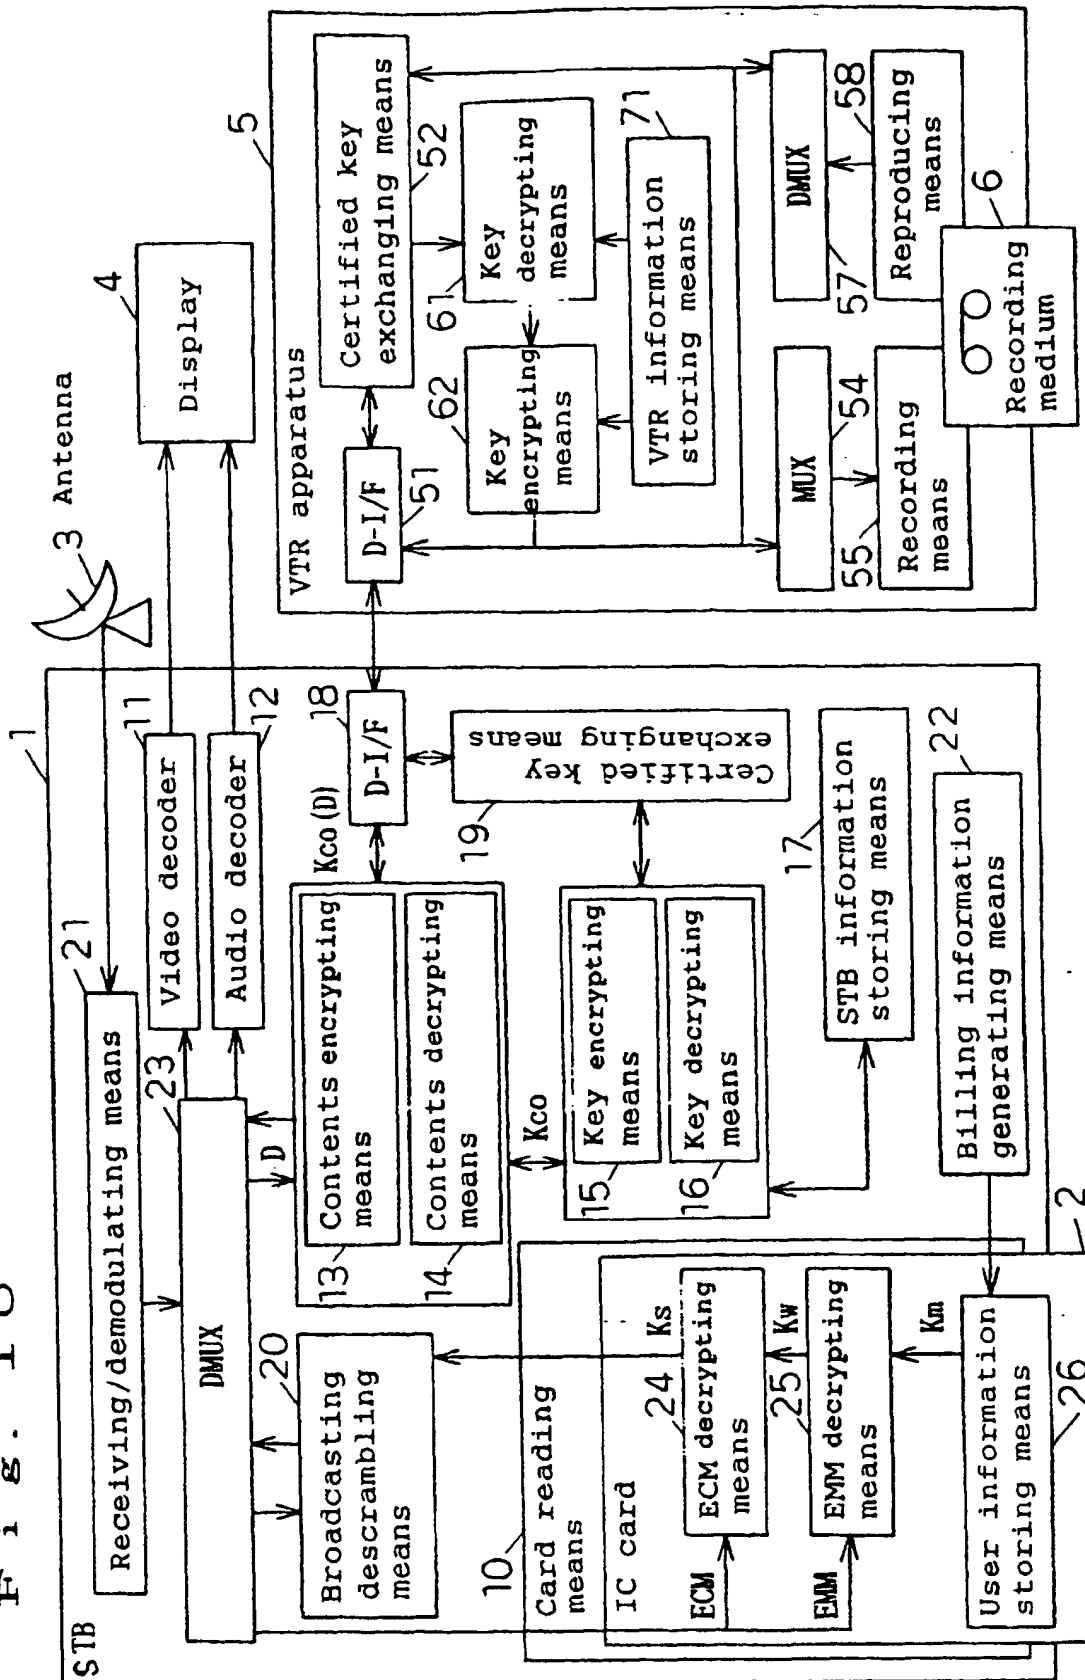 Fig. 10
STB
1
Receiving/demodulating means
21
DMUX
23
Video decoder
11
Audio decoder
12
3
Antenna
4
Display
D
Broadcasting
descrambling
means
20
Contents encrypting
means
13
Contents decrypting
means
14
Kco(D)
D-I/F
18
Certified key
exchanging means
19
Kco
Key encrypting
means
15
Key decrypting
means
16
STB information
storing means
17
Billing information
generating means
22
10
Card reading
means
IC card
2
ECM
EMM
ECM decrypting
means
24
Ks
EMM decrypting
means
25
Kw
Km
User information
storing means
26
VTR apparatus
5
D-I/F
51
Certified key
exchanging means
52
Key
encrypting
means
62
Key
decrypting
means
61
VTR information
storing means
71
MUX
54
DMUX
57
Recording
means
55
Reproducing
means
58
Recording
medium
6